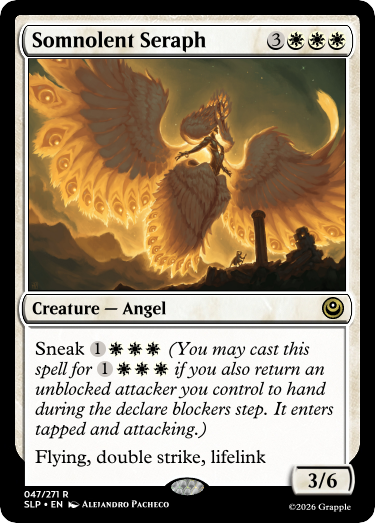 Somnolent Seraph 3
Creature — Angel
Sneak 1 (You may cast this
spell for 1 if you also return an
unblocked attacker you control to hand
during the declare blockers step. It enters
tapped and attacking.)
Flying, double strike, lifelink
3/6
047/271 R
SLP • EN Alejandro Pacheco
©2026 Grapple